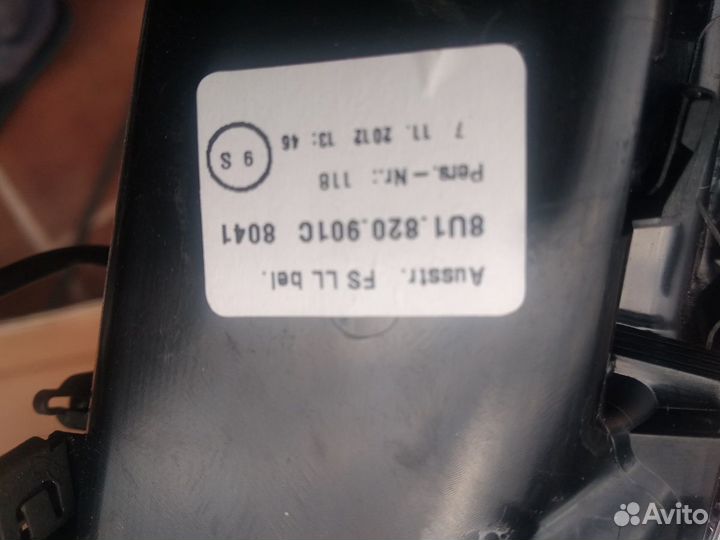 Ausstr. FS LL bel.
8U1.820.901C 8041
Pers.-Nr.: 118
7 11. 2012 13:46
9 S
Avito